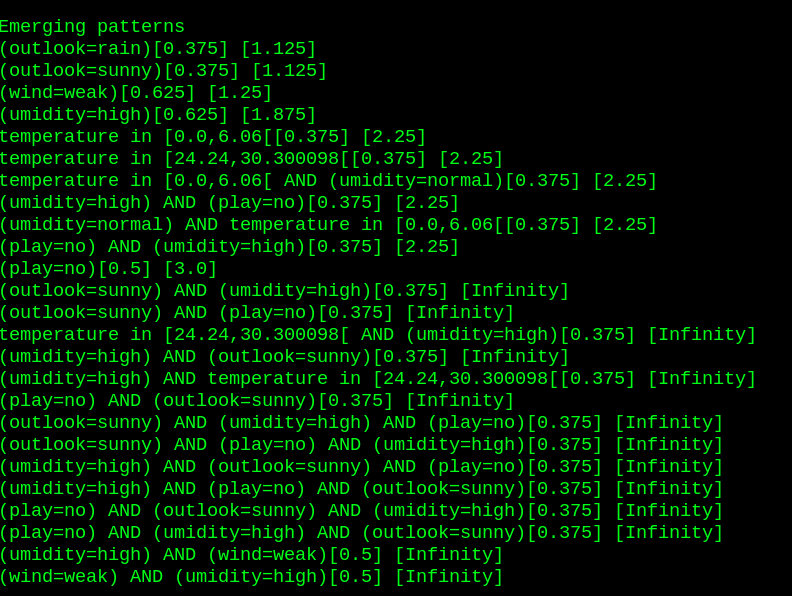 Emerging patterns
(outlook=rain)[0.375] [1.125]
(outlook=sunny)[0.375] [1.125]
(wind=weak)[0.625] [1.25]
(umidity=high)[0.625] [1.875]
temperature in [0.0,6.06[[0.375] [2.25]
temperature in [24.24,30.300098[[0.375] [2.25]
temperature in [0.0,6.06[ AND (umidity=normal)[0.375] [2.25]
(umidity=high) AND (play=no)[0.375] [2.25]
(umidity=normal) AND temperature in [0.0,6.06[[0.375] [2.25]
(play=no) AND (umidity=high)[0.375] [2.25]
(play=no)[0.5] [3.0]
(outlook=sunny) AND (umidity=high)[0.375] [Infinity]
(outlook=sunny) AND (play=no)[0.375] [Infinity]
temperature in [24.24,30.300098[ AND (umidity=high)[0.375] [Infinity]
(umidity=high) AND (outlook=sunny)[0.375] [Infinity]
(umidity=high) AND temperature in [24.24,30.300098[[0.375] [Infinity]
(play=no) AND (outlook=sunny)[0.375] [Infinity]
(outlook=sunny) AND (umidity=high) AND (play=no)[0.375] [Infinity]
(outlook=sunny) AND (play=no) AND (umidity=high)[0.375] [Infinity]
(umidity=high) AND (outlook=sunny) AND (play=no)[0.375] [Infinity]
(umidity=high) AND (play=no) AND (outlook=sunny)[0.375] [Infinity]
(play=no) AND (outlook=sunny) AND (umidity=high)[0.375] [Infinity]
(play=no) AND (umidity=high) AND (outlook=sunny)[0.375] [Infinity]
(umidity=high) AND (wind=weak)[0.5] [Infinity]
(wind=weak) AND (umidity=high)[0.5] [Infinity]